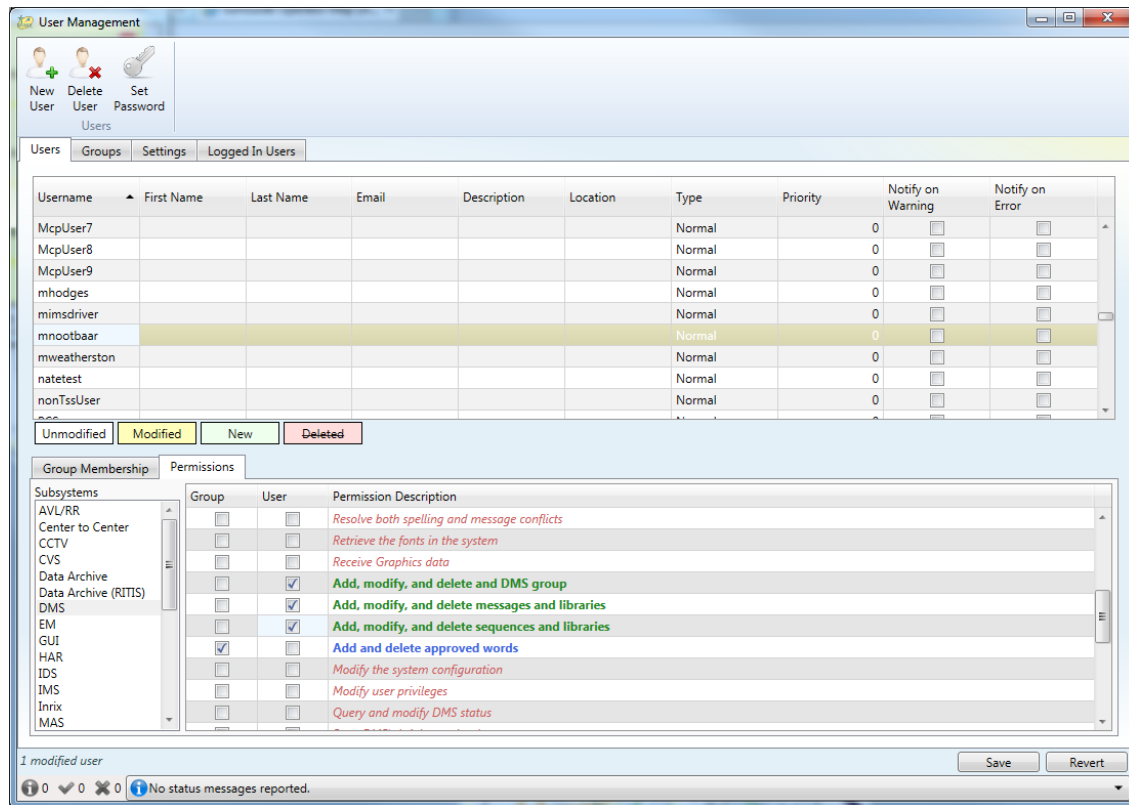 User Management
New User
Delete User
Set Password
Users
Users Groups Settings Logged In Users
Username First Name Last Name Email Description Location Type Priority Notify on Warning Notify on Error
McpUser7 Normal 0
McpUser8 Normal 0
McpUser9 Normal 0
mhodges Normal 0
mimsdriver Normal 0
mnootbaar Normal 0
mweatherston Normal 0
natetest Normal 0
nonTssUser Normal 0
Unmodified Modified New Deleted
Group Membership Permissions
Subsystems
AVL/RR
Center to Center
CCTV
CVS
Data Archive
Data Archive (RITIS)
DMS
EM
GUI
HAR
IDS
IMS
Inrix
MAS
Group User Permission Description
Resolve both spelling and message conflicts
Retrieve the fonts in the system
Receive Graphics data
Add, modify, and delete and DMS group
Add, modify, and delete messages and libraries
Add, modify, and delete sequences and libraries
Add and delete approved words
Modify the system configuration
Modify user privileges
Query and modify DMS status
1 modified user
Save Revert
0 0 0 No status messages reported.